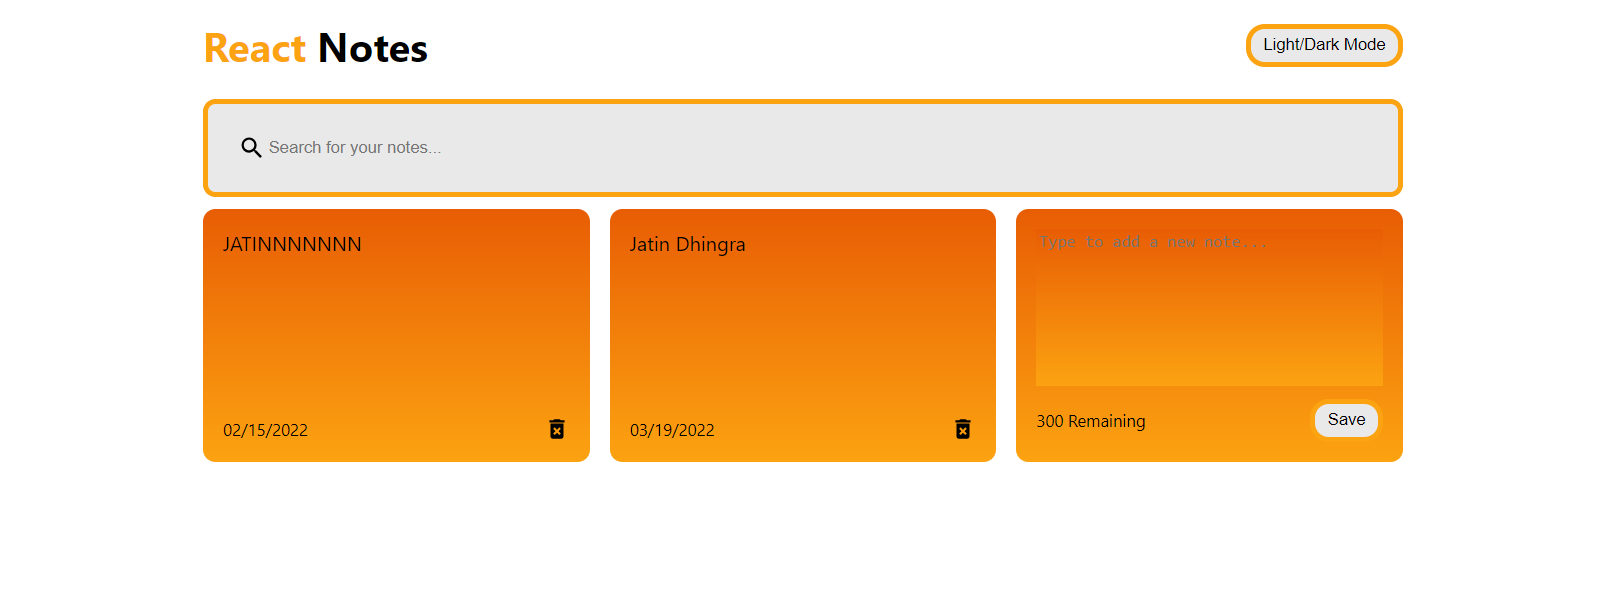 React Notes
Light/Dark Mode
Search for your notes...
JATINNNNNNN
02/15/2022
Jatin Dhingra
03/19/2022
Type to add a new note...
300 Remaining
Save